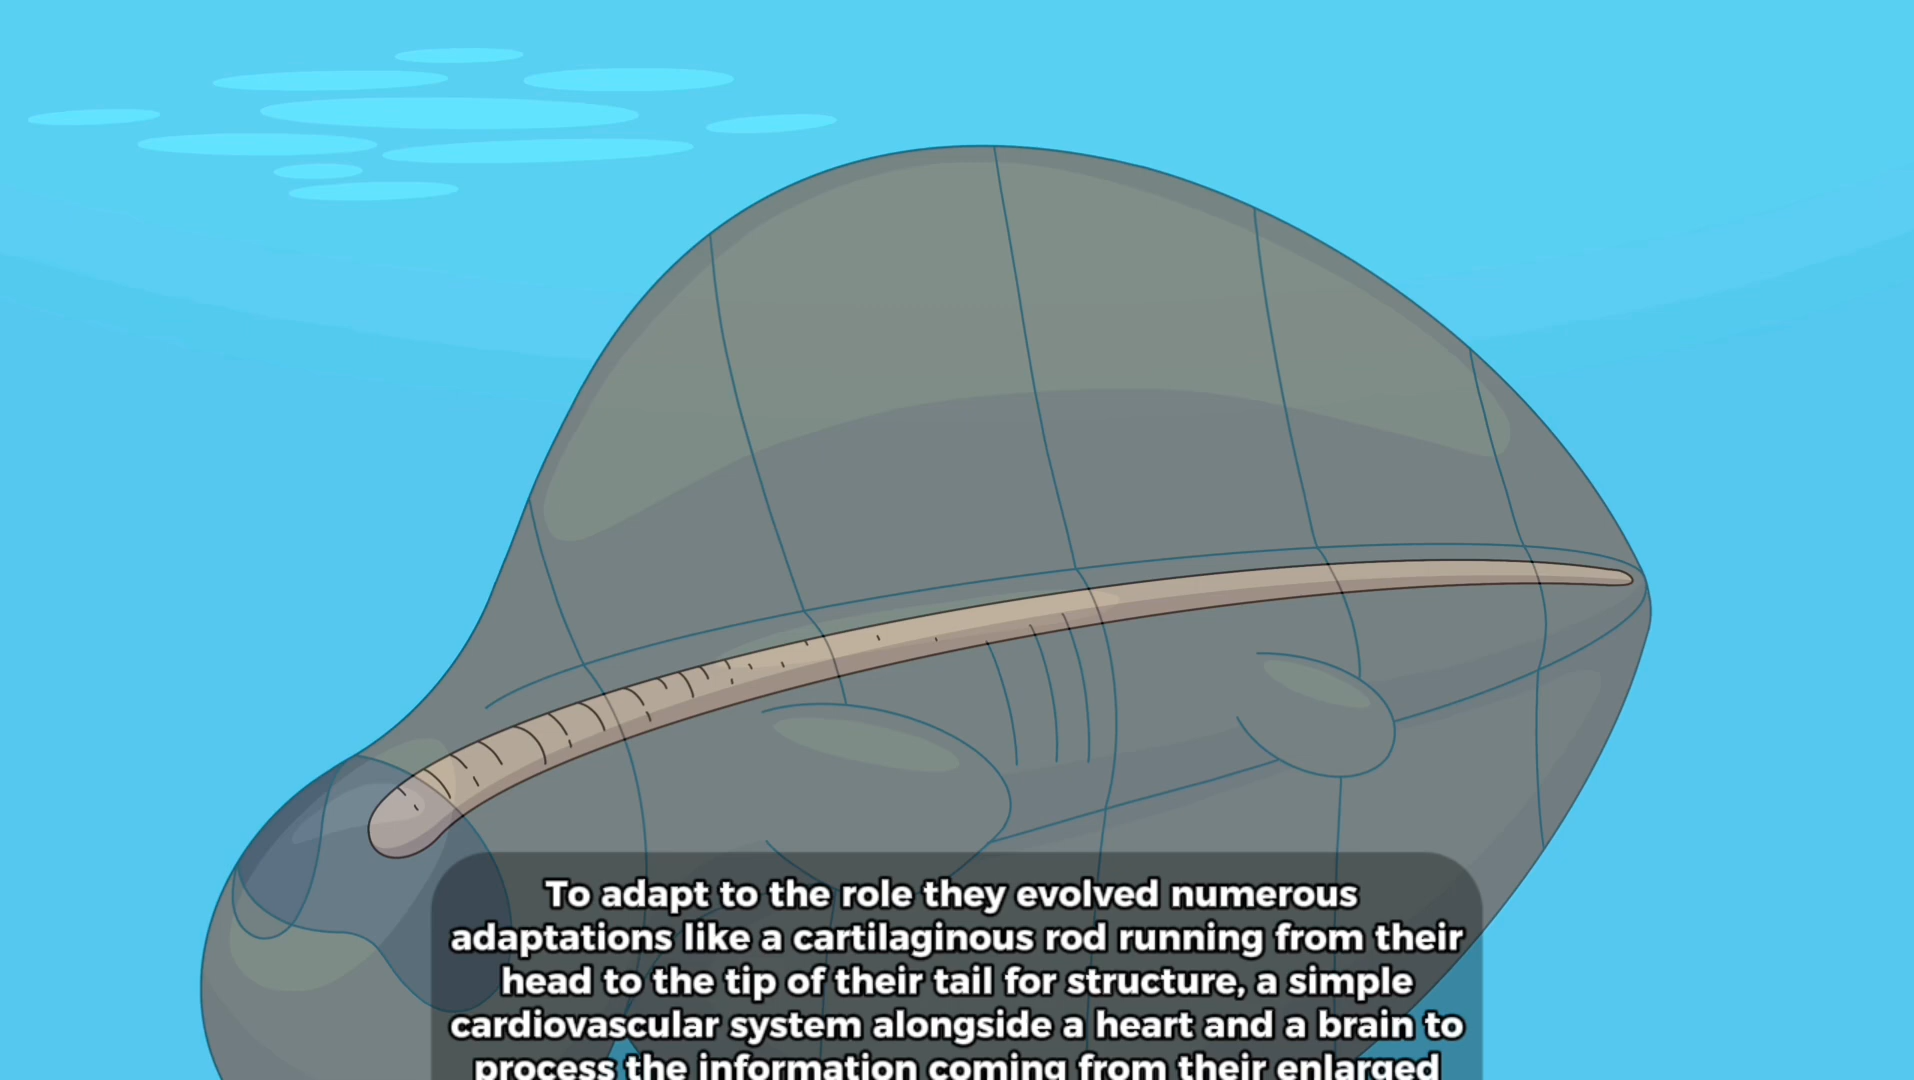 To adapt to the role they evolved numerous
adaptations like a cartilaginous rod running from their
head to the tip of their tail for structure, a simple
cardiovascular system alongside a heart and a brain to
process the information coming from their enlarged